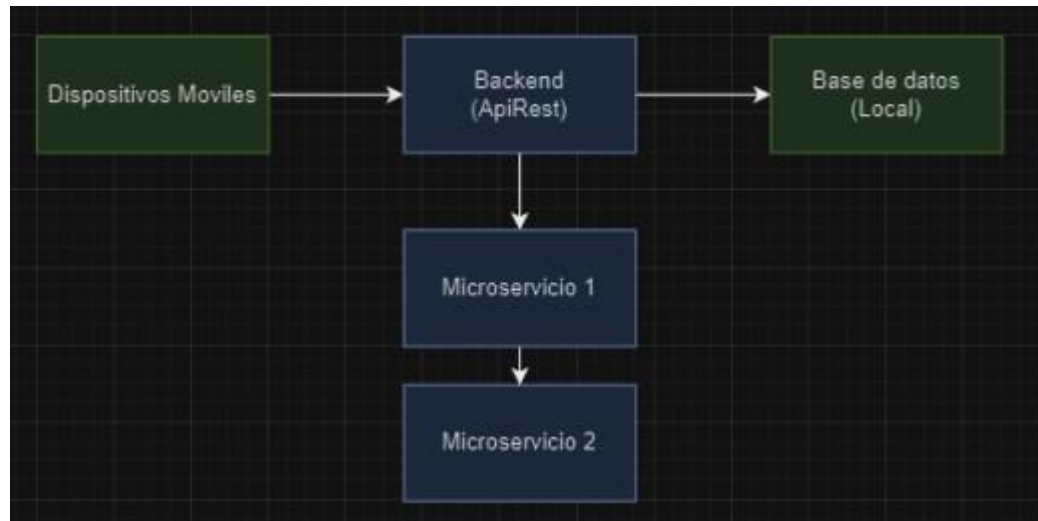 Dispositivos Moviles
Backend
(ApiRest)
Base de datos
(Local)
Microservicio 1
Microservicio 2